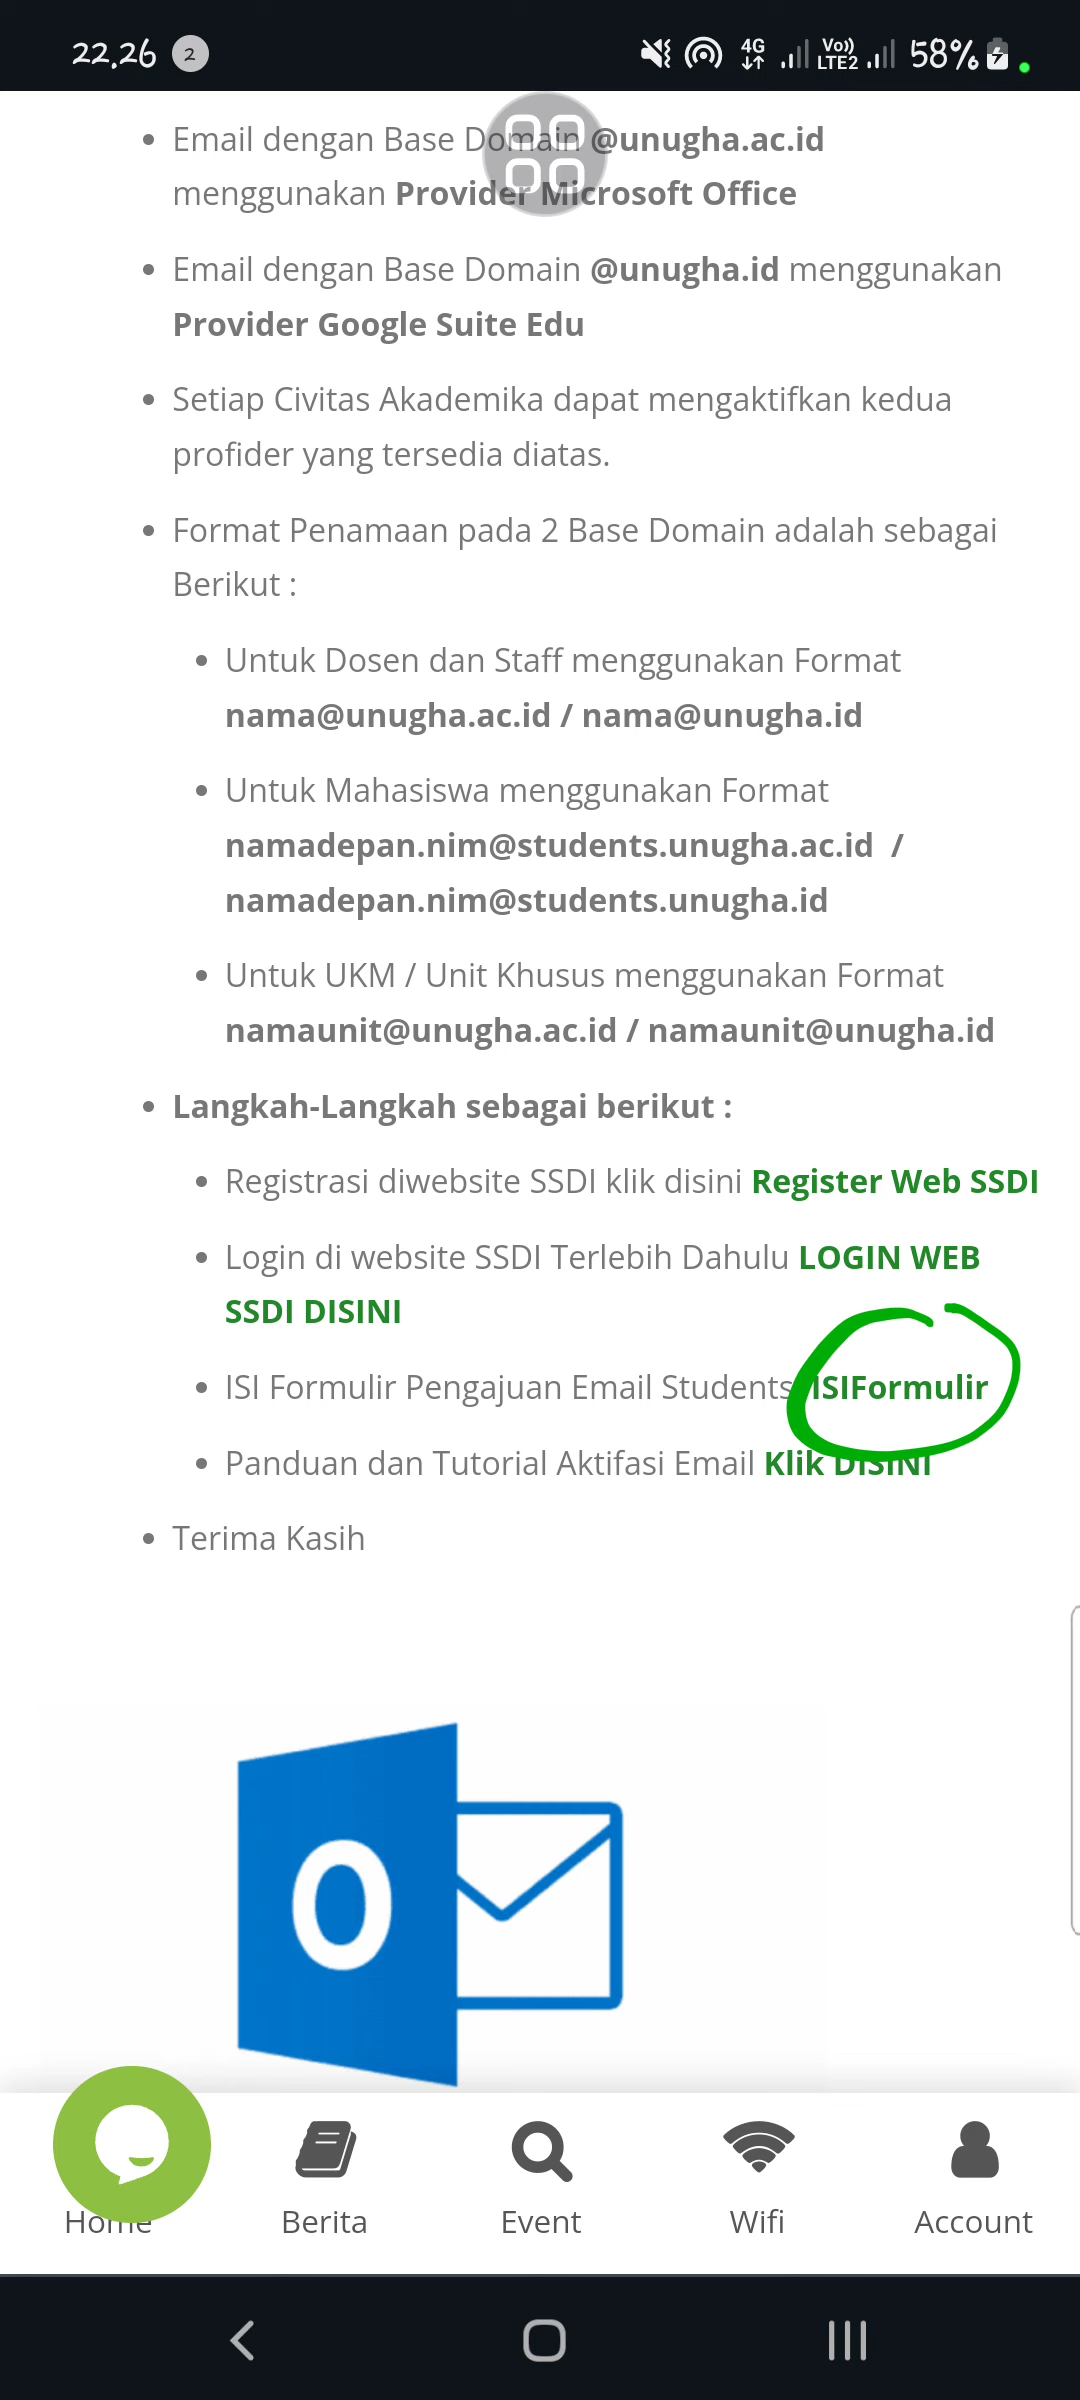 22.26 2 4G Vo)) LTE2 58%
Email dengan Base Domain @unugha.ac.id
menggunakan Provider Microsoft Office
Email dengan Base Domain @unugha.id menggunakan
Provider Google Suite Edu
Setiap Civitas Akademika dapat mengaktifkan kedua
profider yang tersedia diatas.
Format Penamaan pada 2 Base Domain adalah sebagai
Berikut :
Untuk Dosen dan Staff menggunakan Format
nama@unugha.ac.id / nama@unugha.id
Untuk Mahasiswa menggunakan Format
namadepan.nim@students.unugha.ac.id /
namadepan.nim@students.unugha.id
Untuk UKM / Unit Khusus menggunakan Format
namaunit@unugha.ac.id / namaunit@unugha.id
Langkah-Langkah sebagai berikut :
Registrasi diwebsite SSDI klik disini Register Web SSDI
Login di website SSDI Terlebih Dahulu LOGIN WEB
SSDI DISINI
ISI Formulir Pengajuan Email Students ISIFormulir
Panduan dan Tutorial Aktifasi Email Klik DISINI
Terima Kasih
O
Home Berita Event Wifi Account